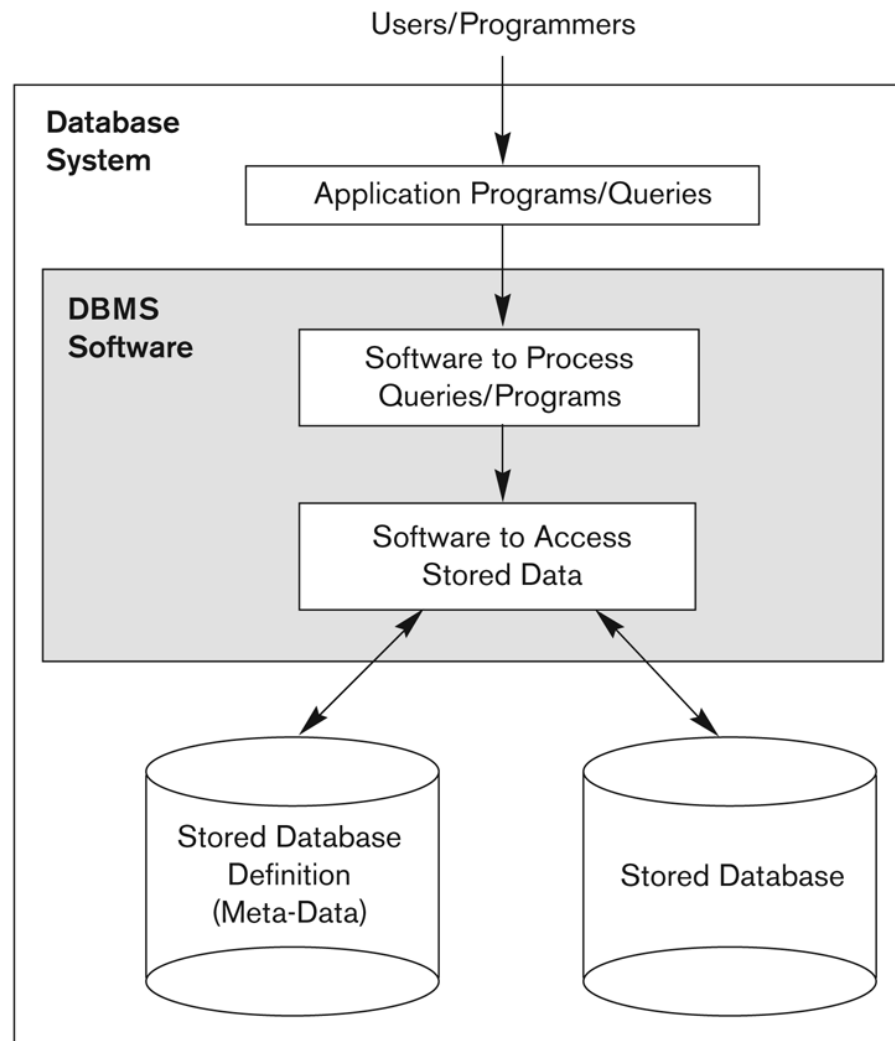 Users/Programmers
Database
System
Application Programs/Queries
DBMS
Software
Software to Process
Queries/Programs
Software to Access
Stored Data
Stored Database
Definition
(Meta-Data)
Stored Database